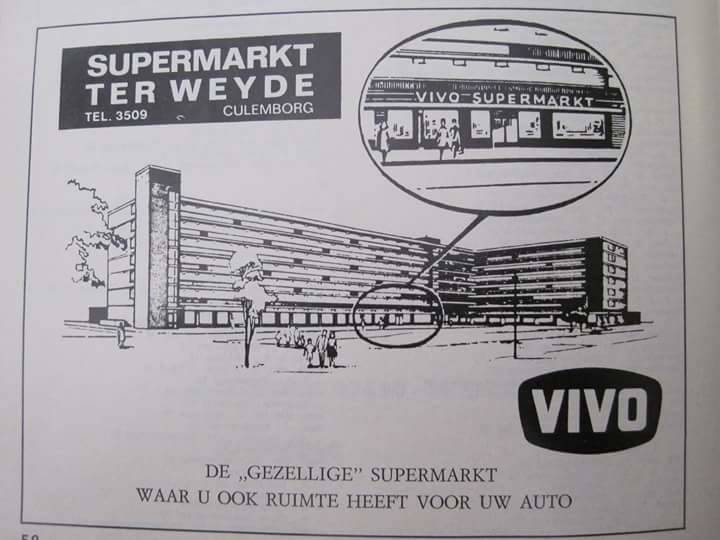 SUPERMARKT
TER WEYDE
TEL. 3509 CULEMBORG
VIVO SUPERMARKT
VIVO
DE „GEZELLIGE” SUPERMARKT
WAAR U OOK RUIMTE HEEFT VOOR UW AUTO